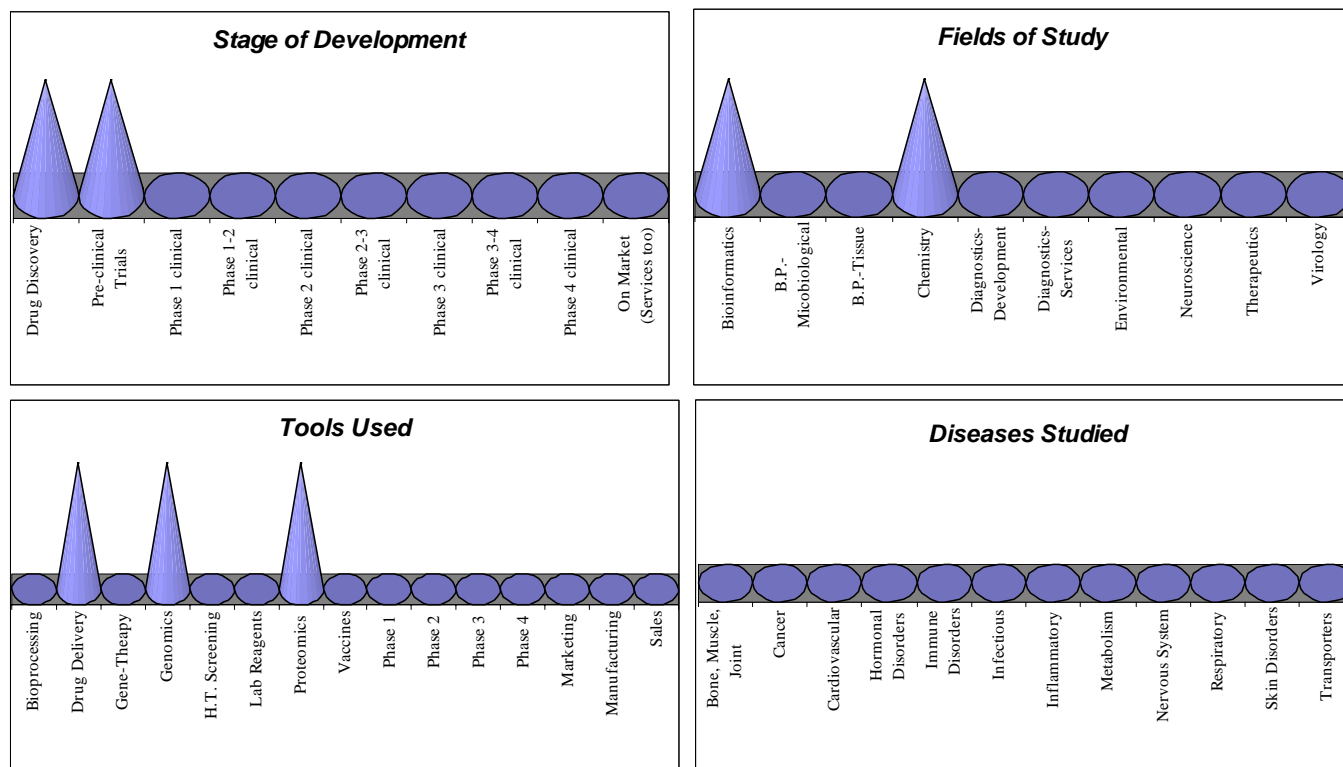 Stage of Development
Drug Discovery
Pre-clinical
Trials
Phase 1 clinical
Phase 1-2
clinical
Phase 2 clinical
Phase 2-3
clinical
Phase 3 clinical
Phase 3-4
clinical
Phase 4 clinical
On Market
(Services too)
Fields of Study
Bioinformatics
B.P.-
Micobiological
B.P.-Tissue
Chemistry
Diagnostics-
Development
Diagnostics-
Services
Environmental
Neuroscience
Therapeutics
Virology
Tools Used
Bioprocessing
Drug Delivery
Gene-Theapy
Genomics
H.T. Screening
Lab Reagents
Proteomics
Vaccines
Phase 1
Phase 2
Phase 3
Phase 4
Marketing
Manufacturing
Sales
Diseases Studied
Bone, Muscle,
Joint
Cancer
Cardiovascular
Hormonal
Disorders
Immune
Disorders
Infectious
Inflammatory
Metabolism
Nervous System
Respiratory
Skin Disorders
Transporters